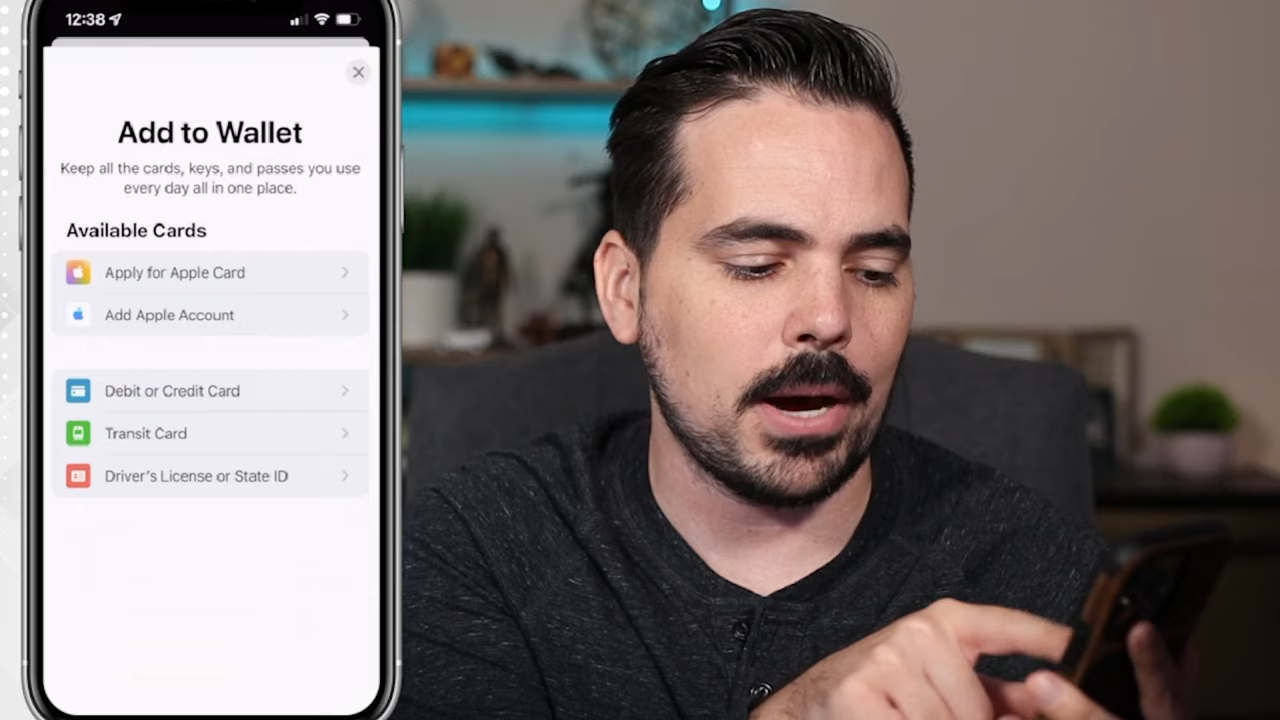 12:38
Add to Wallet
Keep all the cards, keys, and passes you use
every day all in one place.
Available Cards
Apply for Apple Card
Add Apple Account
Debit or Credit Card
Transit Card
Driver's License or State ID